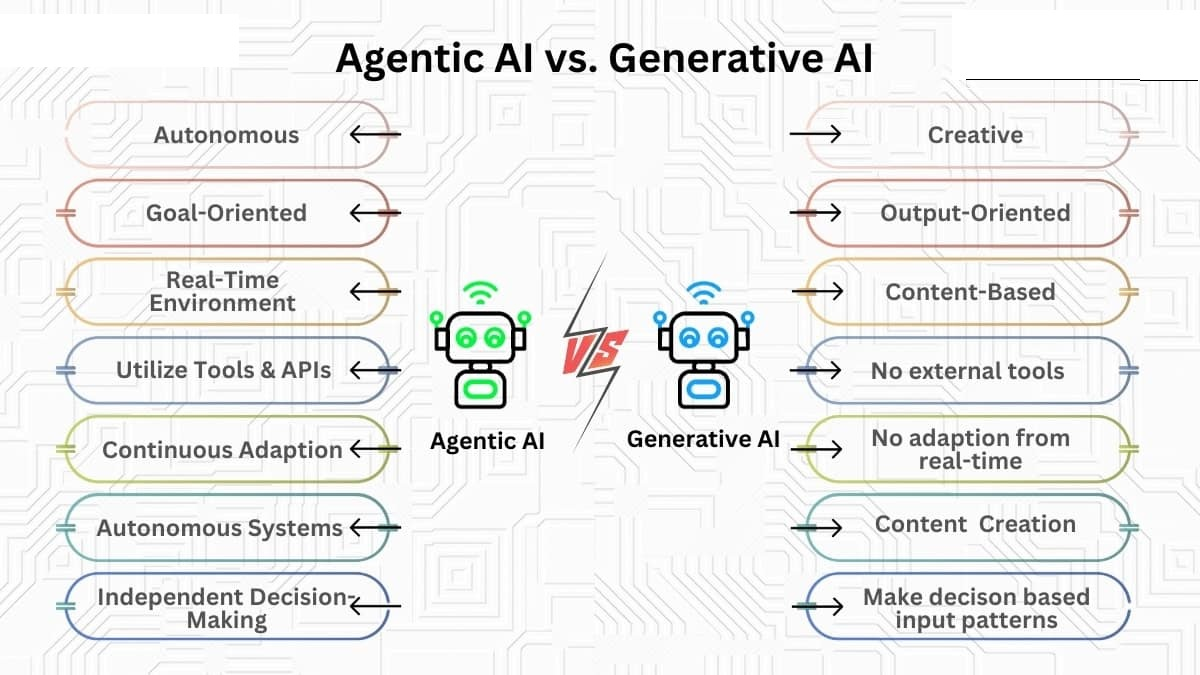 Agentic AI vs. Generative AI
Autonomous
Goal-Oriented
Real-Time
Environment
Utilize Tools & APIs
Continuous Adaption
Autonomous Systems
Independent Decision-
Making
Agentic AI
VS
Generative AI
Creative
Output-Oriented
Content-Based
No external tools
No adaption from
real-time
Content Creation
Make decison based
input patterns